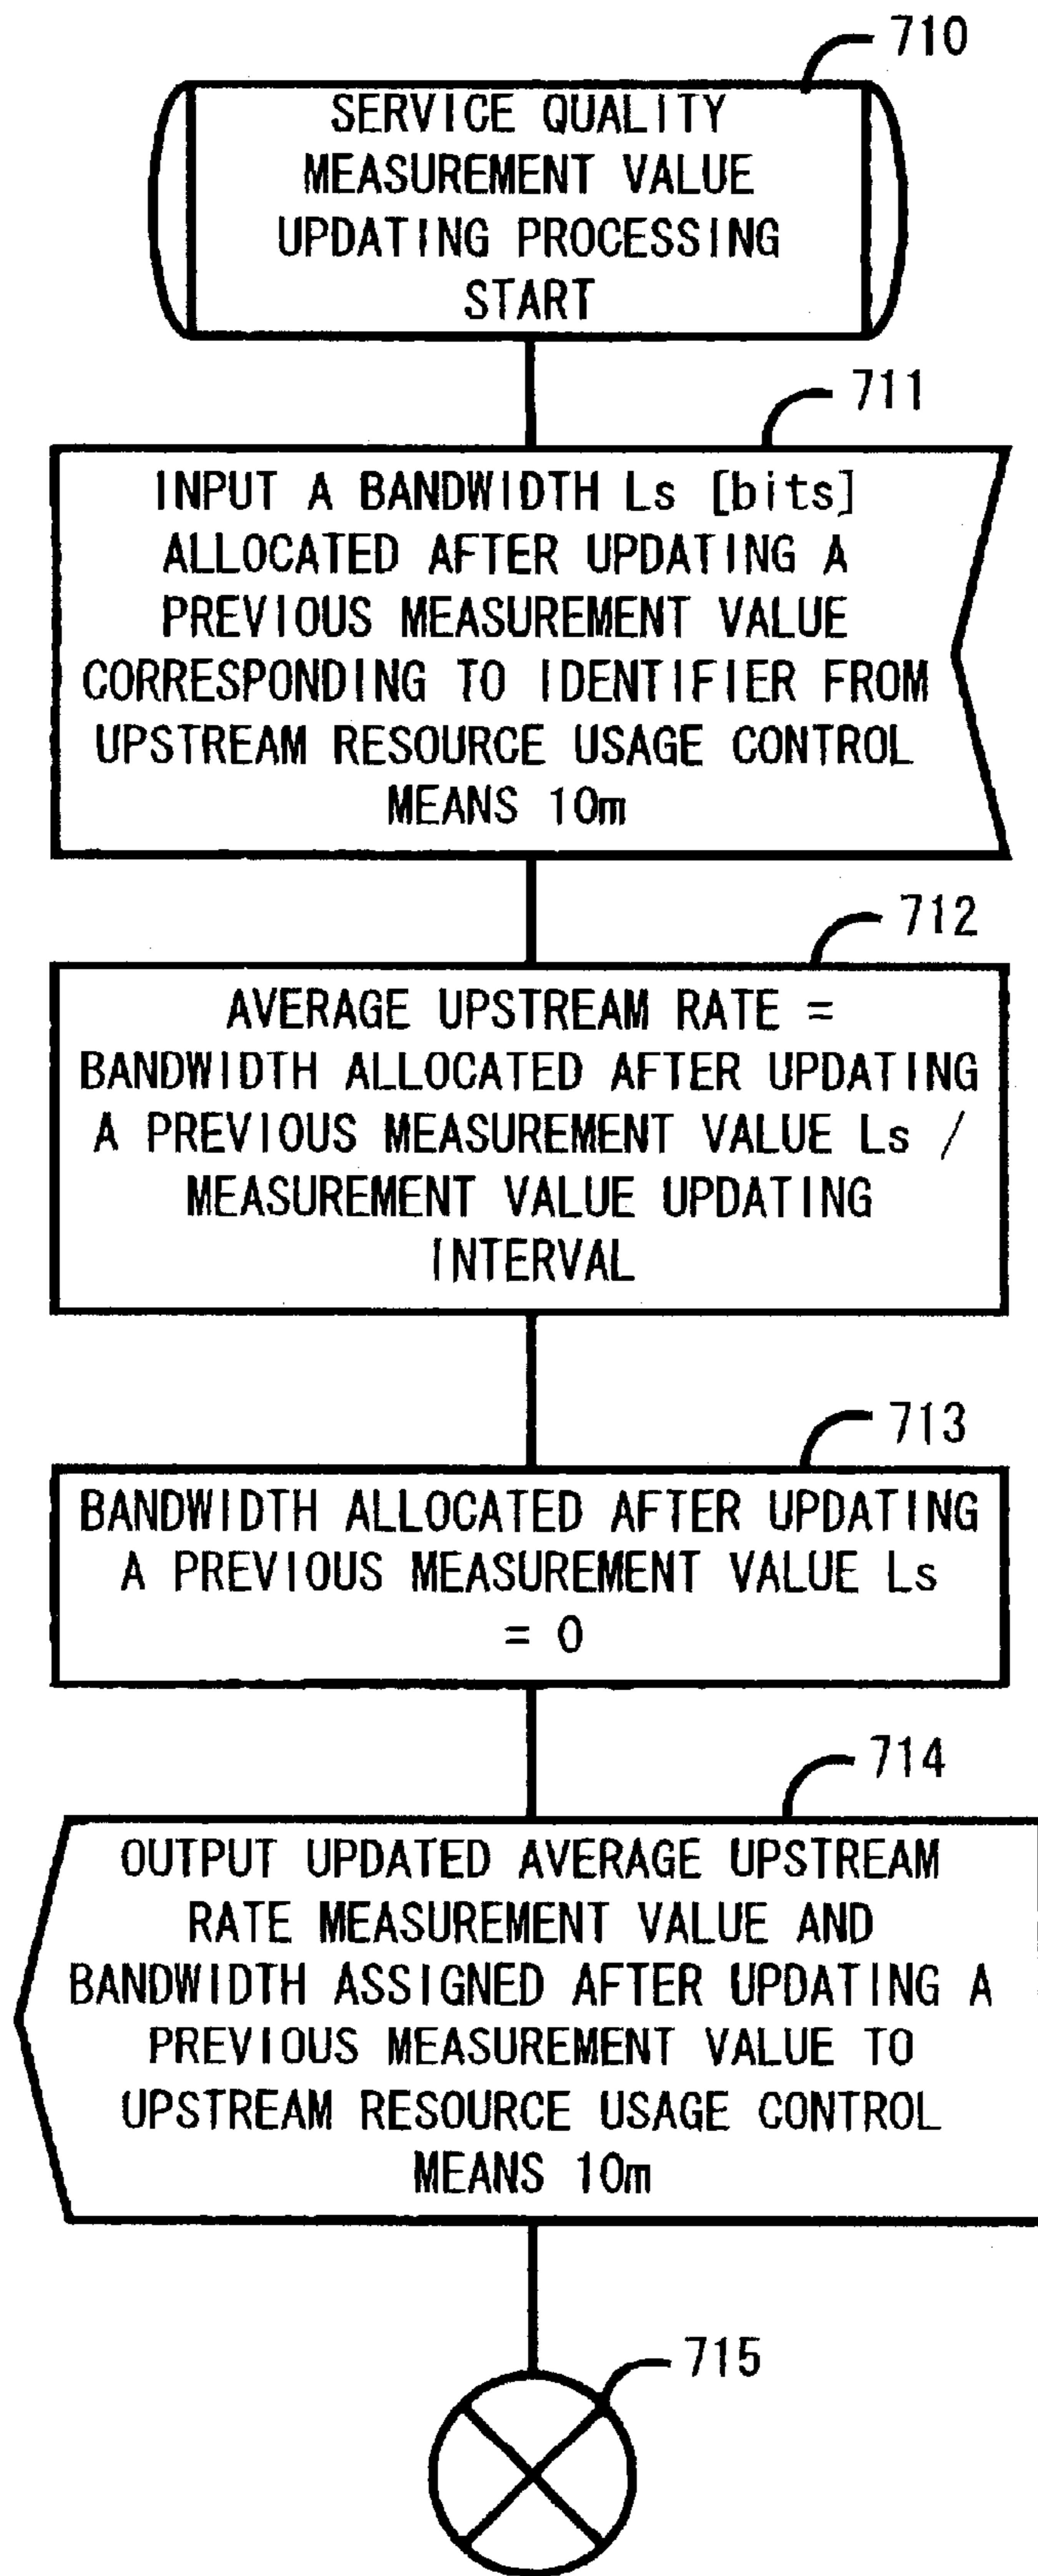 710
SERVICE QUALITY
MEASUREMENT VALUE
UPDATING PROCESSING
START
711
INPUT A BANDWIDTH Ls [bits]
ALLOCATED AFTER UPDATING A
PREVIOUS MEASUREMENT VALUE
CORRESPONDING TO IDENTIFIER FROM
UPSTREAM RESOURCE USAGE CONTROL
MEANS 10m
712
AVERAGE UPSTREAM RATE =
BANDWIDTH ALLOCATED AFTER UPDATING
A PREVIOUS MEASUREMENT VALUE Ls /
MEASUREMENT VALUE UPDATING
INTERVAL
713
BANDWIDTH ALLOCATED AFTER UPDATING
A PREVIOUS MEASUREMENT VALUE Ls
= 0
714
OUTPUT UPDATED AVERAGE UPSTREAM
RATE MEASUREMENT VALUE AND
BANDWIDTH ASSIGNED AFTER UPDATING A
PREVIOUS MEASUREMENT VALUE TO
UPSTREAM RESOURCE USAGE CONTROL
MEANS 10m
715